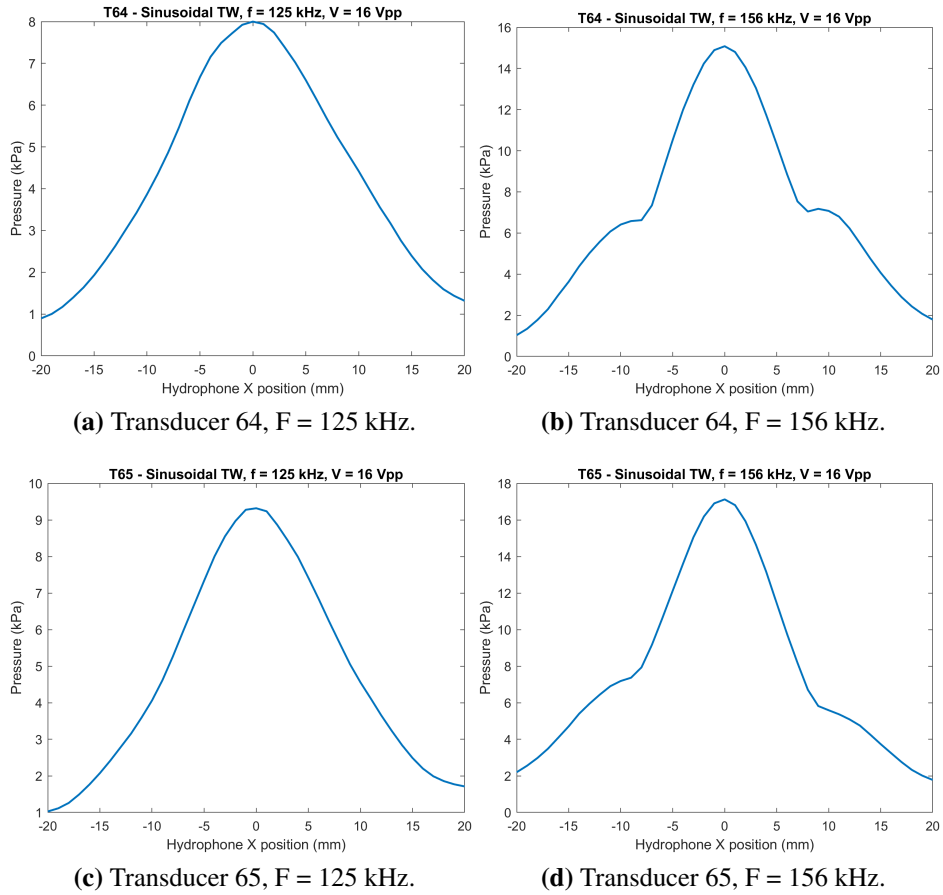 T64 - Sinusoidal TW, f = 125 kHz, V = 16 Vpp
8
7
6
5
4
3
2
1
0
Pressure (kPa)
-20 -15 -10 -5 0 5 10 15 20
Hydrophone X position (mm)
(a) Transducer 64, F = 125 kHz.
T64 - Sinusoidal TW, f = 156 kHz, V = 16 Vpp
16
14
12
10
8
6
4
2
0
Pressure (kPa)
-20 -15 -10 -5 0 5 10 15 20
Hydrophone X position (mm)
(b) Transducer 64, F = 156 kHz.
T65 - Sinusoidal TW, f = 125 kHz, V = 16 Vpp
10
9
8
7
6
5
4
3
2
1
Pressure (kPa)
-20 -15 -10 -5 0 5 10 15 20
Hydrophone X position (mm)
(c) Transducer 65, F = 125 kHz.
T65 - Sinusoidal TW, f = 156 kHz, V = 16 Vpp
18
16
14
12
10
8
6
4
2
0
Pressure (kPa)
-20 -15 -10 -5 0 5 10 15 20
Hydrophone X position (mm)
(d) Transducer 65, F = 156 kHz.